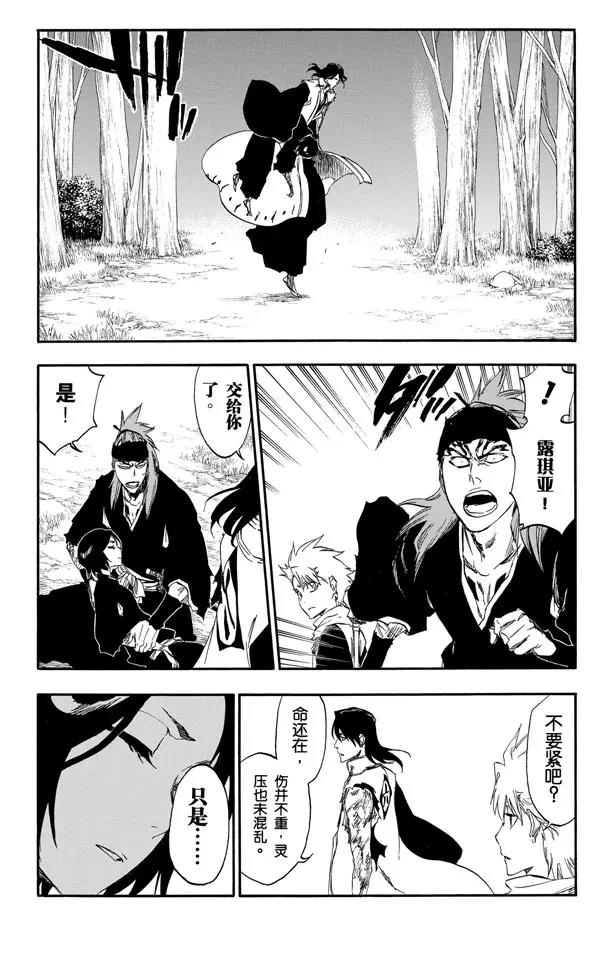 ！
露琪亚！
交给你
了。
是！
不要紧吧？
命还在，
伤并不重，灵
压也未混乱。
只是……